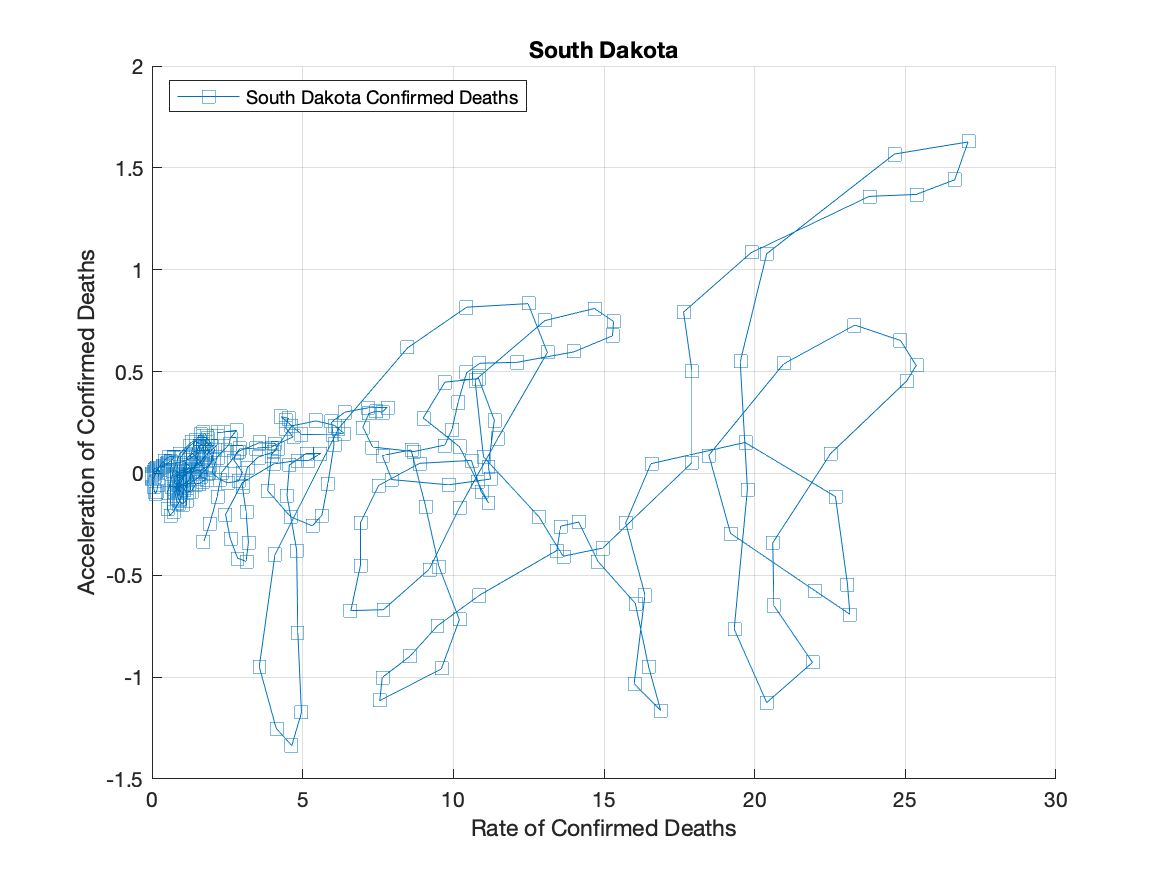 South Dakota
South Dakota Confirmed Deaths
2
1.5
1
0.5
0
-0.5
-1
-1.5
Acceleration of Confirmed Deaths
0 5 10 15 20 25 30
Rate of Confirmed Deaths